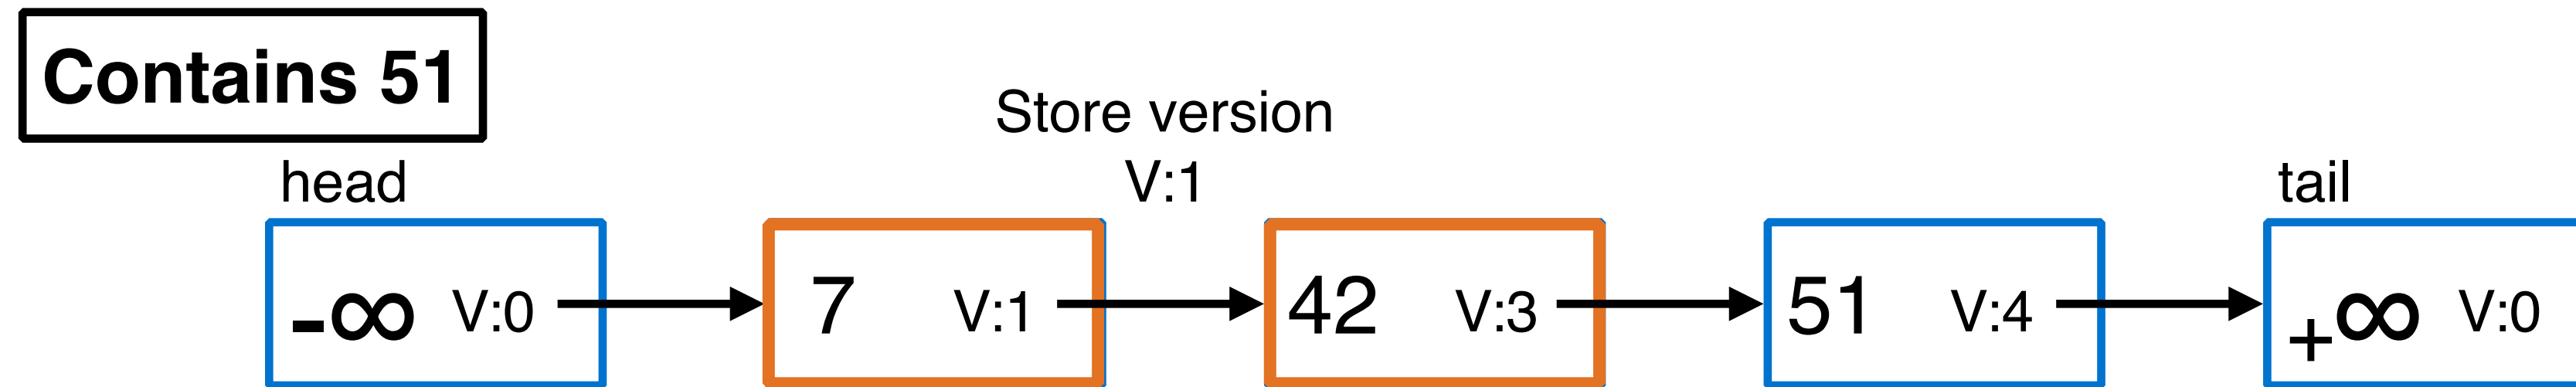 Contains 51
Store version
V:1
head
tail
-∞ V:0
7 V:1
42 V:3
51 V:4
+∞ V:0